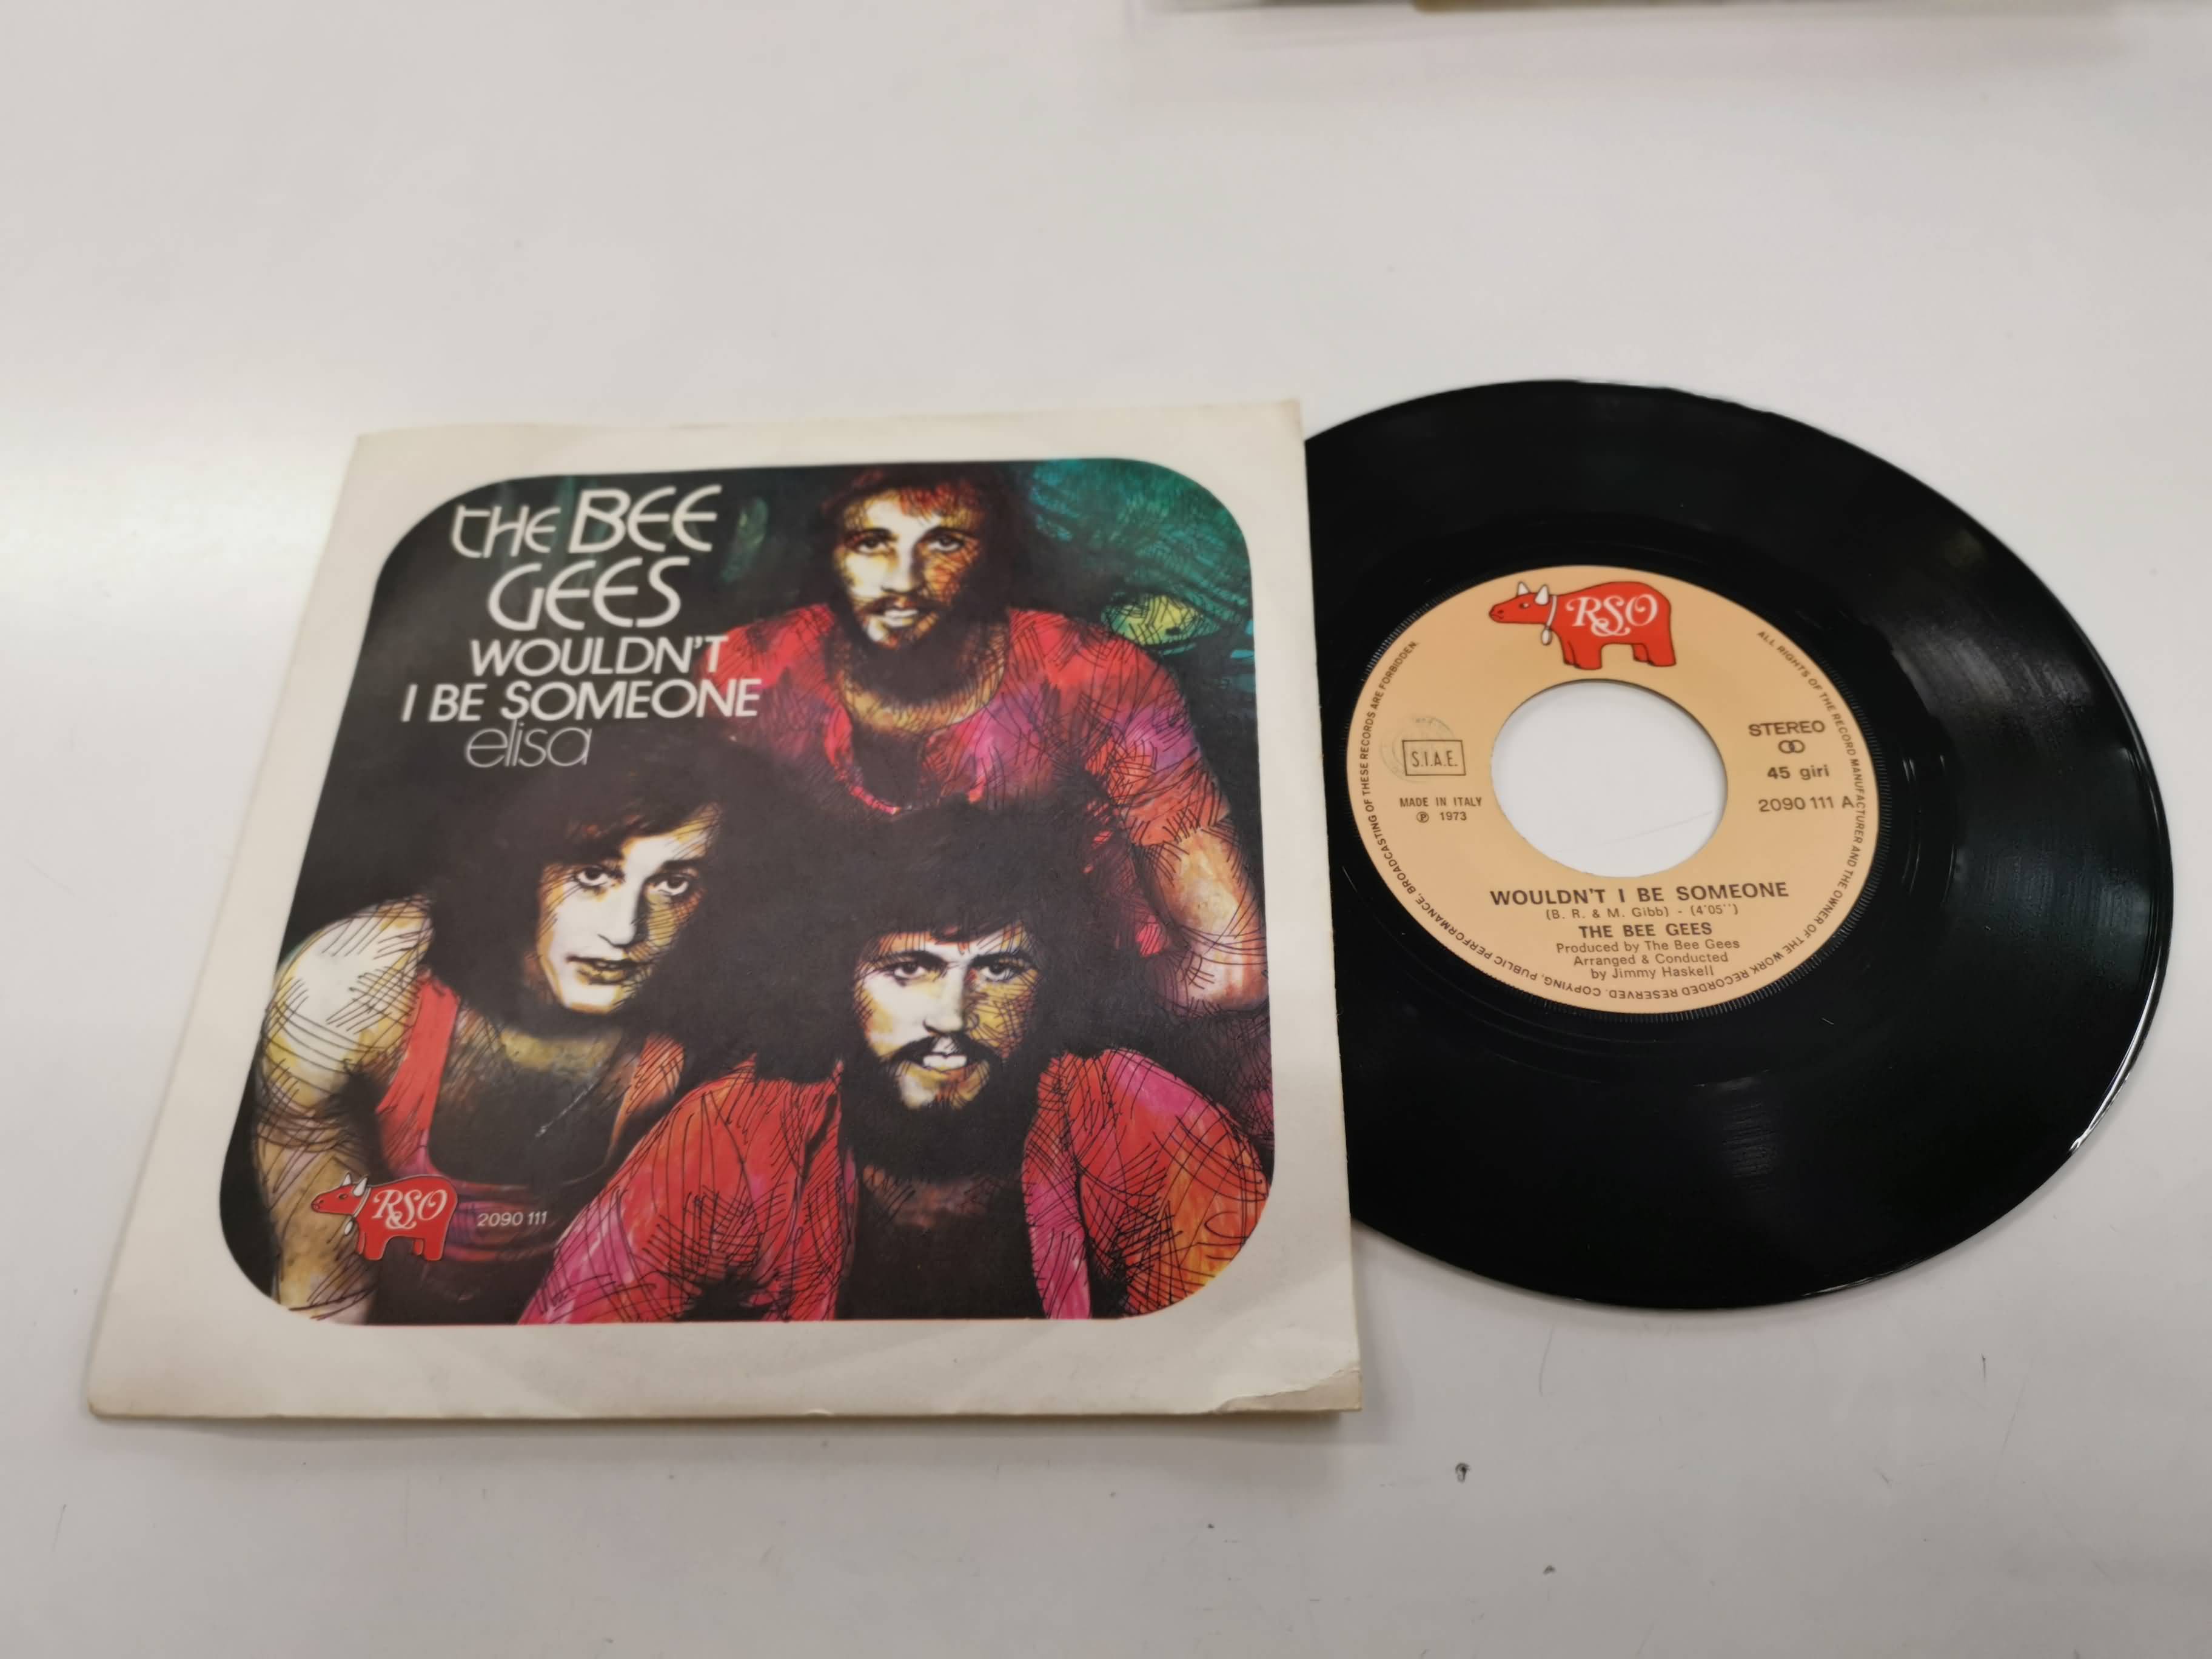 the BEE
GEES
WOULDN'T
I BE SOMEONE
elisa
RSO
2090 111
RSO
S.I.A.E.
MADE IN ITALY
℗ 1973
STEREO
45 giri
2090 111 A
WOULDN'T I BE SOMEONE
(B. R. & M. Gibb) - (4'05'')
THE BEE GEES
Produced by The Bee Gees
Arranged & Conducted
by Jimmy Haskell
ALL RIGHTS OF THE RECORD MANUFACTURER AND THE OWNER OF THE WORK RECORDED RESERVED. COPYING, PUBLIC PERFORMANCE, BROADCASTING OF THESE RECORDS ARE FORBIDDEN.